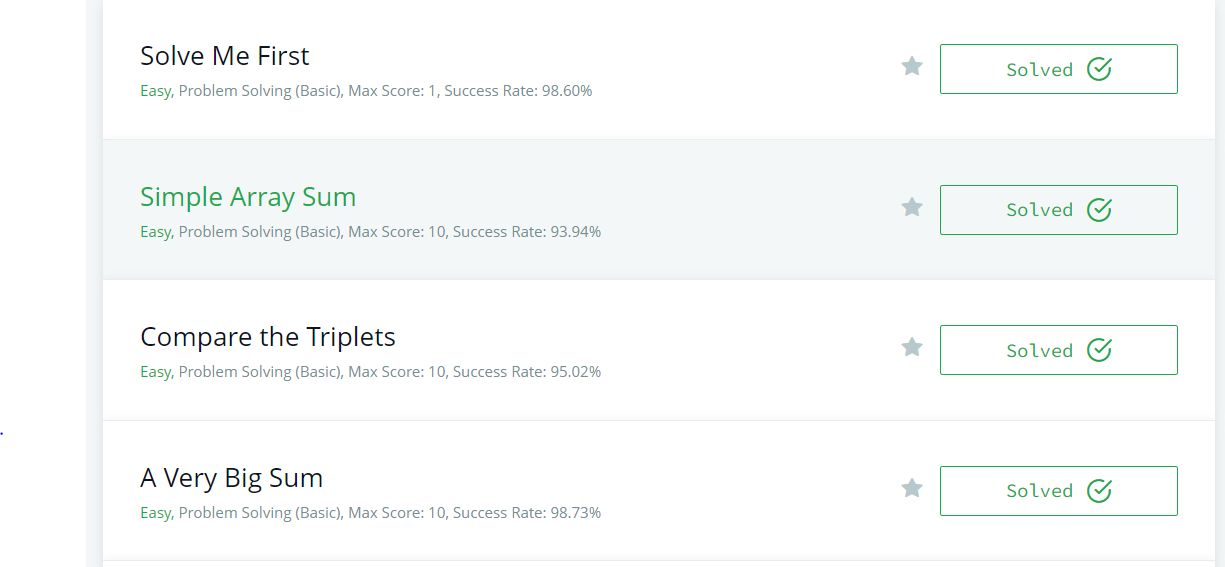 Solve Me First
Easy, Problem Solving (Basic), Max Score: 1, Success Rate: 98.60%
Solved
Simple Array Sum
Easy, Problem Solving (Basic), Max Score: 10, Success Rate: 93.94%
Solved
Compare the Triplets
Easy, Problem Solving (Basic), Max Score: 10, Success Rate: 95.02%
Solved
A Very Big Sum
Easy, Problem Solving (Basic), Max Score: 10, Success Rate: 98.73%
Solved